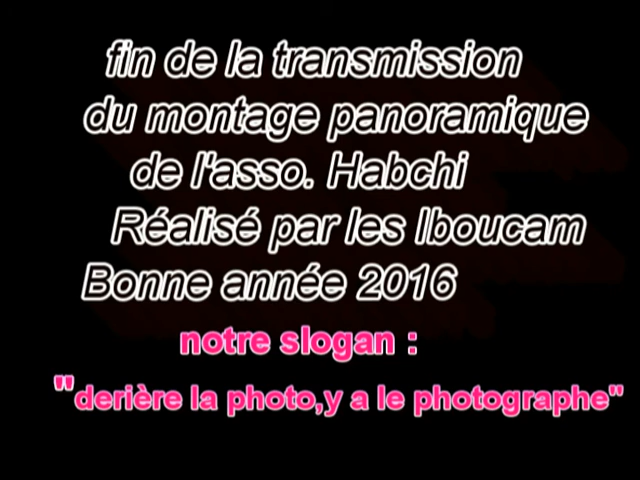 fin de la transmission
du montage panoramique
de l'asso. Habchi
Réalisé par les Iboucam
Bonne année 2016
notre slogan :
"derière la photo,y a le photographe"